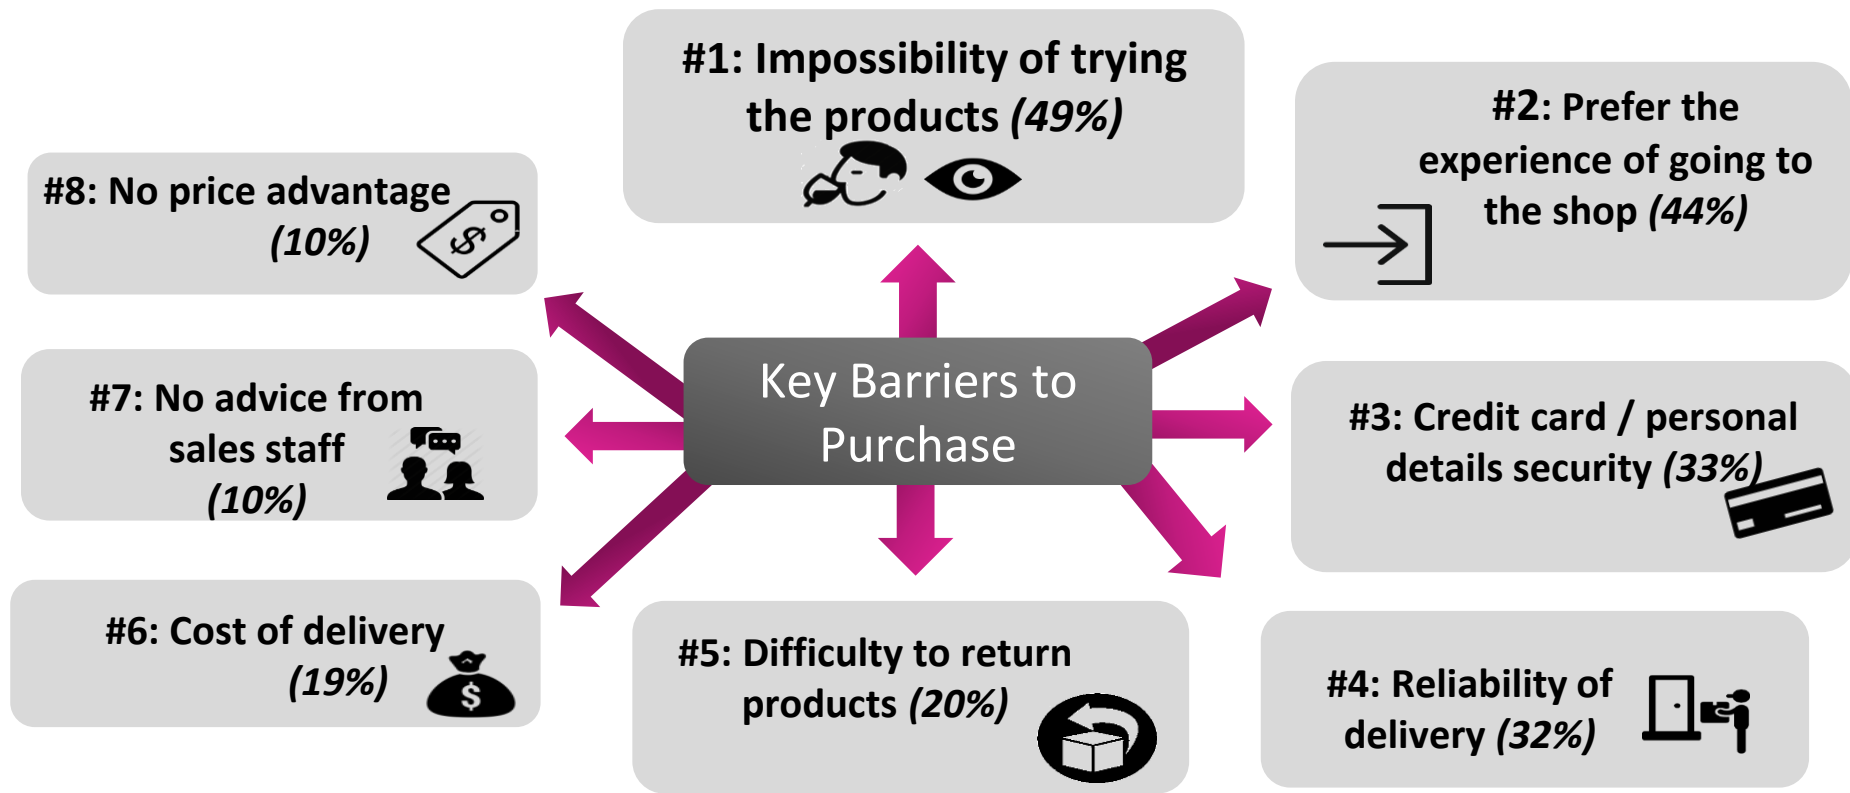 #1: Impossibility of trying
the products (49%)
#2: Prefer the
experience of going to
the shop (44%)
#8: No price advantage
(10%)
$
Key Barriers to
Purchase
#7: No advice from
sales staff
(10%)
#3: Credit card / personal
details security (33%)
#6: Cost of delivery
(19%)
$
#5: Difficulty to return
products (20%)
#4: Reliability of
delivery (32%)